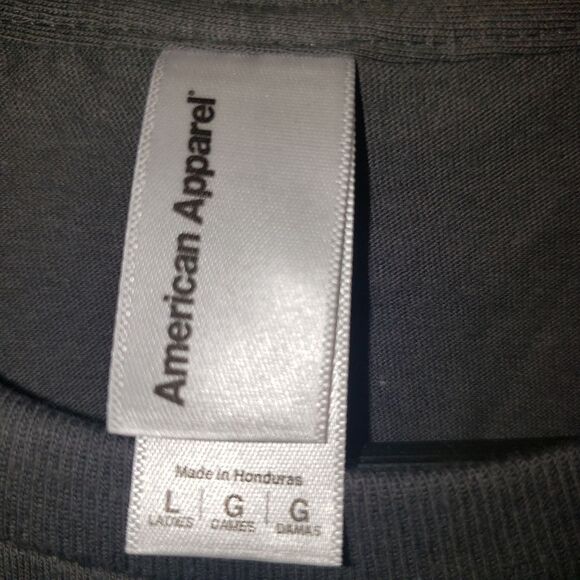 American Apparel
Made in Honduras
L | G | G
LADIES | DAMES | DAMAS